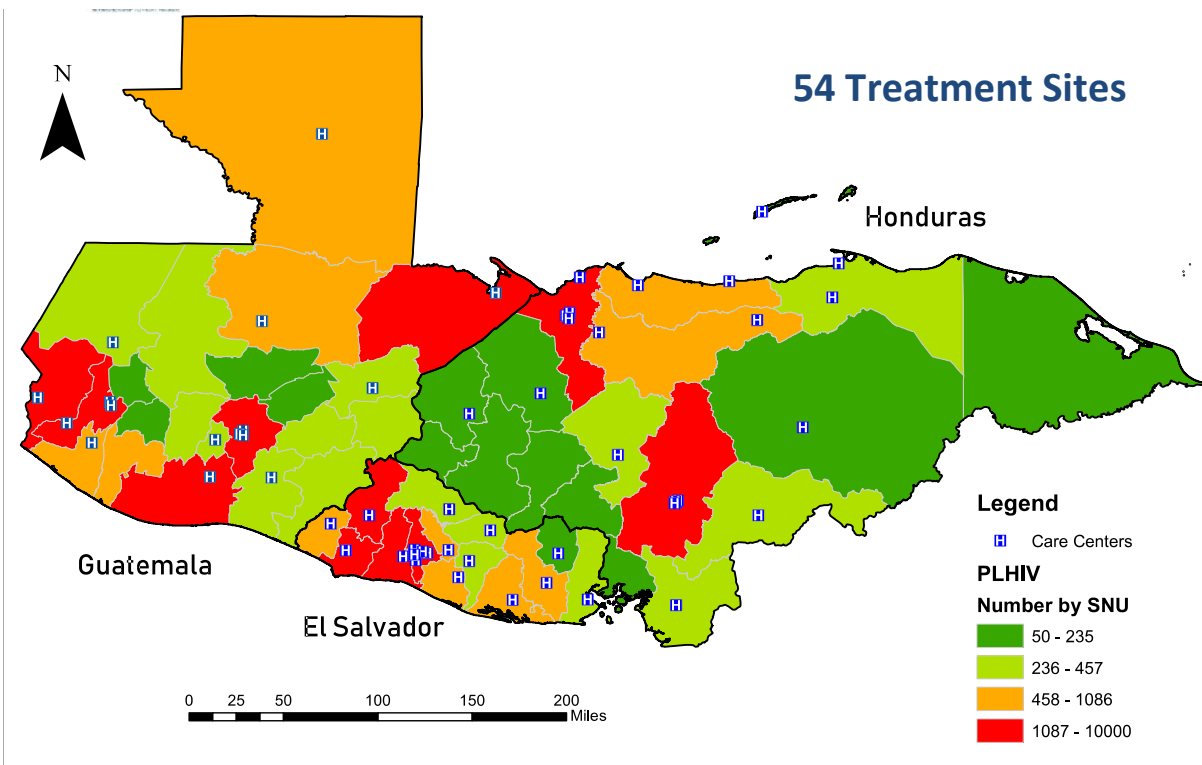 N
54 Treatment Sites
Honduras
Guatemala
El Salvador
0 25 50 100 150 200
Miles
Legend
H Care Centers
PLHIV
Number by SNU
50 - 235
236 - 457
458 - 1086
1087 - 10000